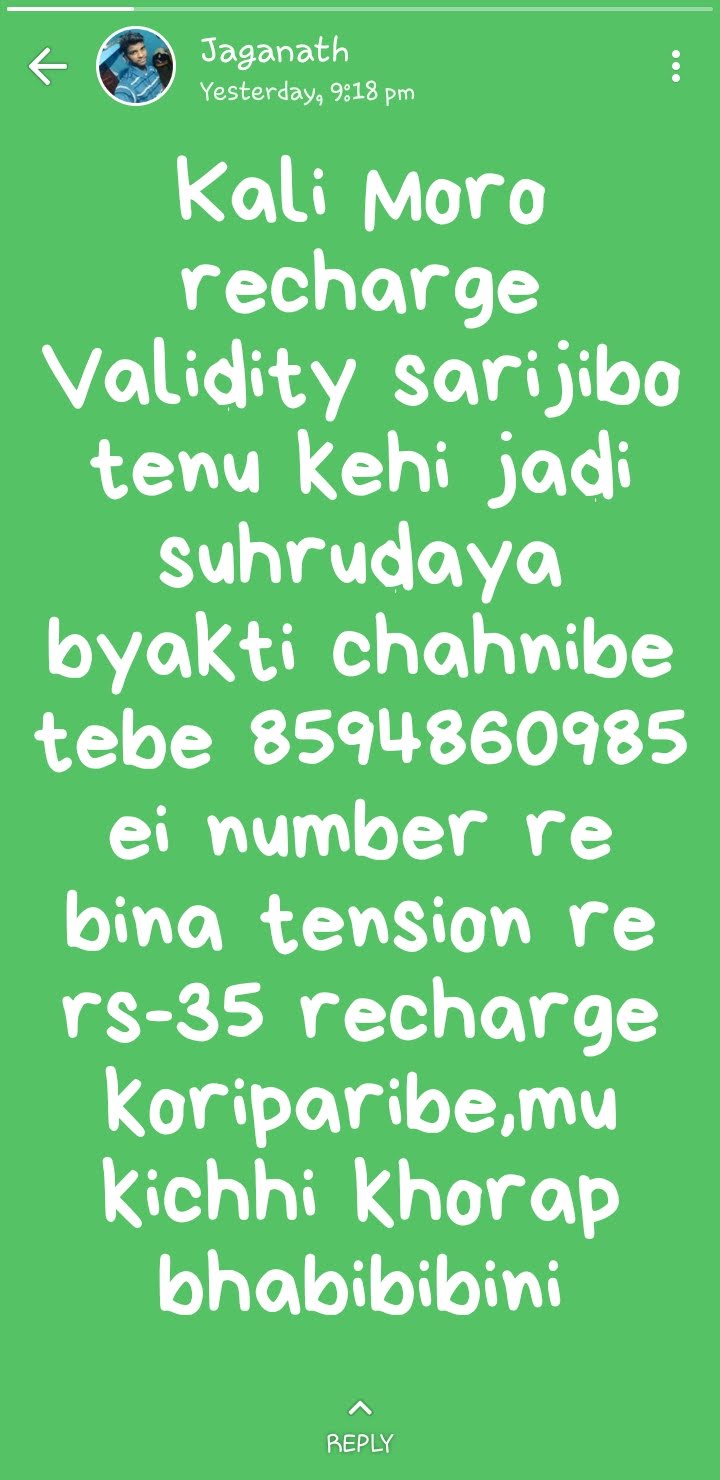 Jaganath
Yesterday, 9:18 pm
Kali Moro
recharge
Validity sarijibo
tenu kehi jadi
suhrudaya
byakti chahnibe
tebe 8594860985
ei number re
bina tension re
rs-35 recharge
koriparibe,mu
kichhi khorap
bhabibibini
REPLY